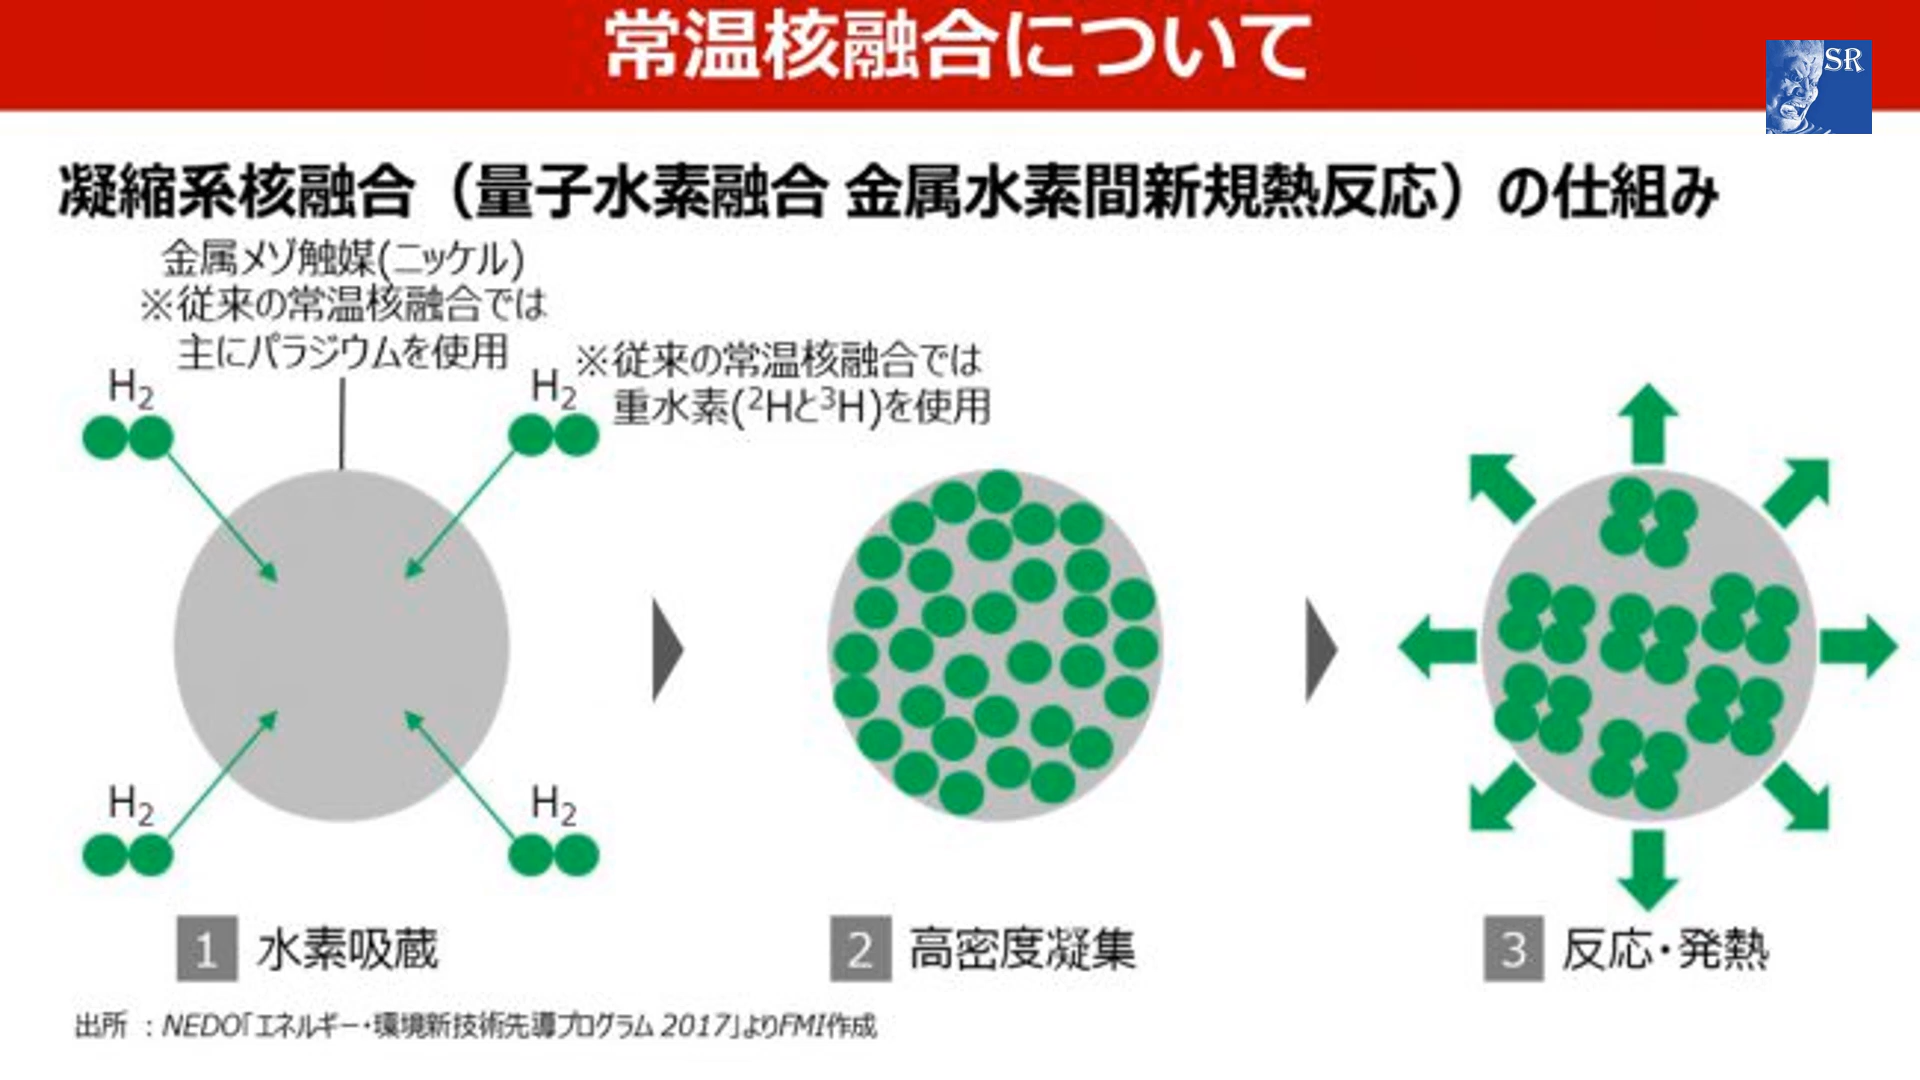 常温核融合について
SR
凝縮系核融合（量子水素融合 金属水素間新規熱反応）の仕組み
金属メゾ触媒(ニッケル)
※従来の常温核融合では
主にパラジウムを使用
※従来の常温核融合では
重水素(²Hと³H)を使用
H₂
H₂
H₂
H₂
1 水素吸蔵
2 高密度凝集
3 反応・発熱
出所 ：NEDO「エネルギー・環境新技術先導プログラム 2017」よりFMI作成